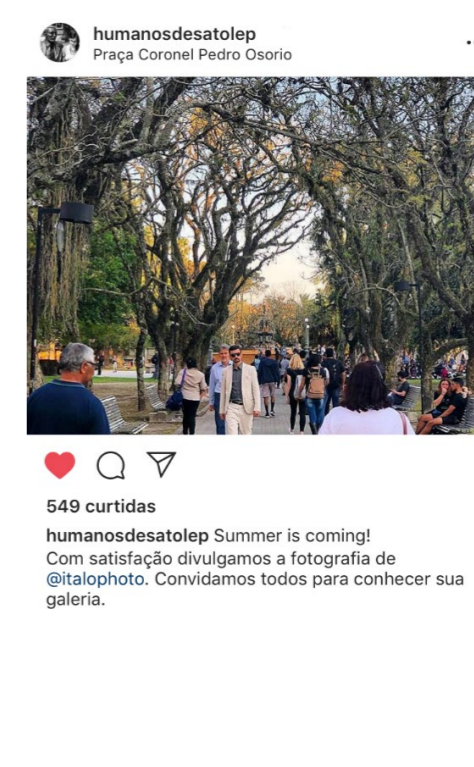 humanosdesatolep
Praça Coronel Pedro Osorio
549 curtidas
humanosdesatolep Summer is coming!
Com satisfação divulgamos a fotografia de
@italophoto. Convidamos todos para conhecer sua
galeria.